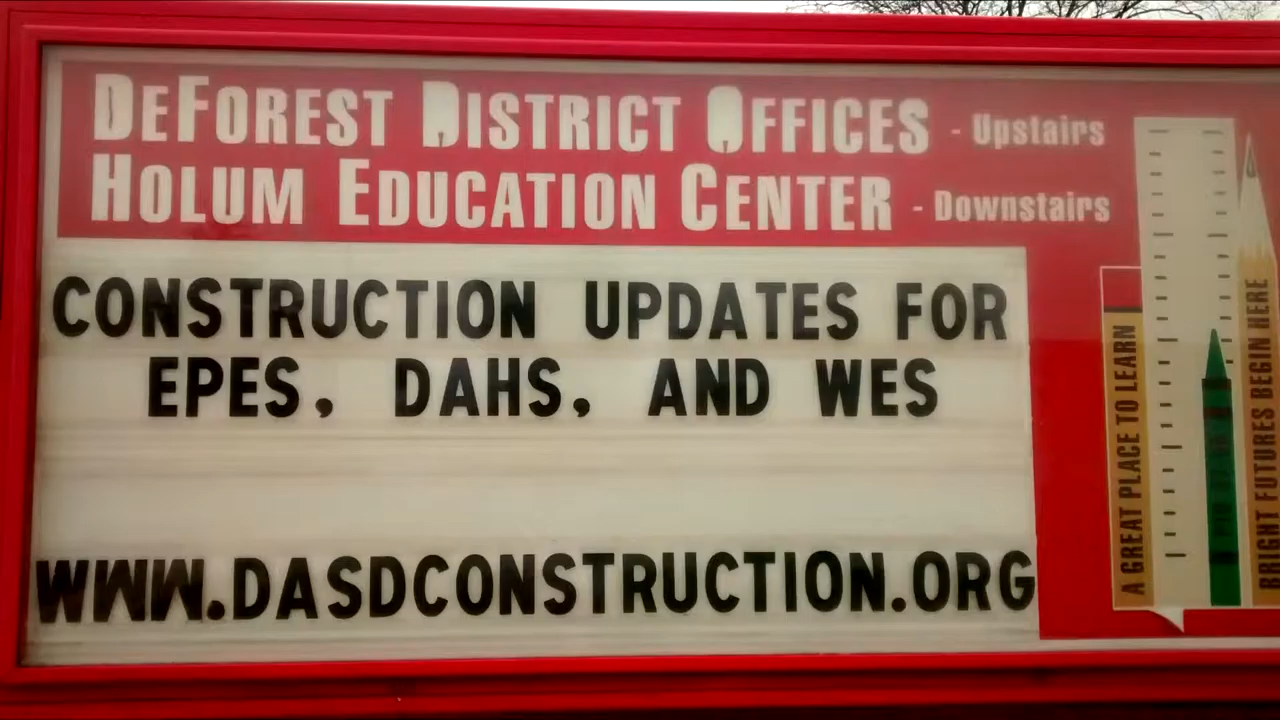 DEFOREST DISTRICT OFFICES - Upstairs
HOLUM EDUCATION CENTER - Downstairs
CONSTRUCTION UPDATES FOR
EPES, DAHS, AND WES
WWW.DASDCONSTRUCTION.ORG
A GREAT PLACE TO LEARN
BRIGHT FUTURES BEGIN HERE